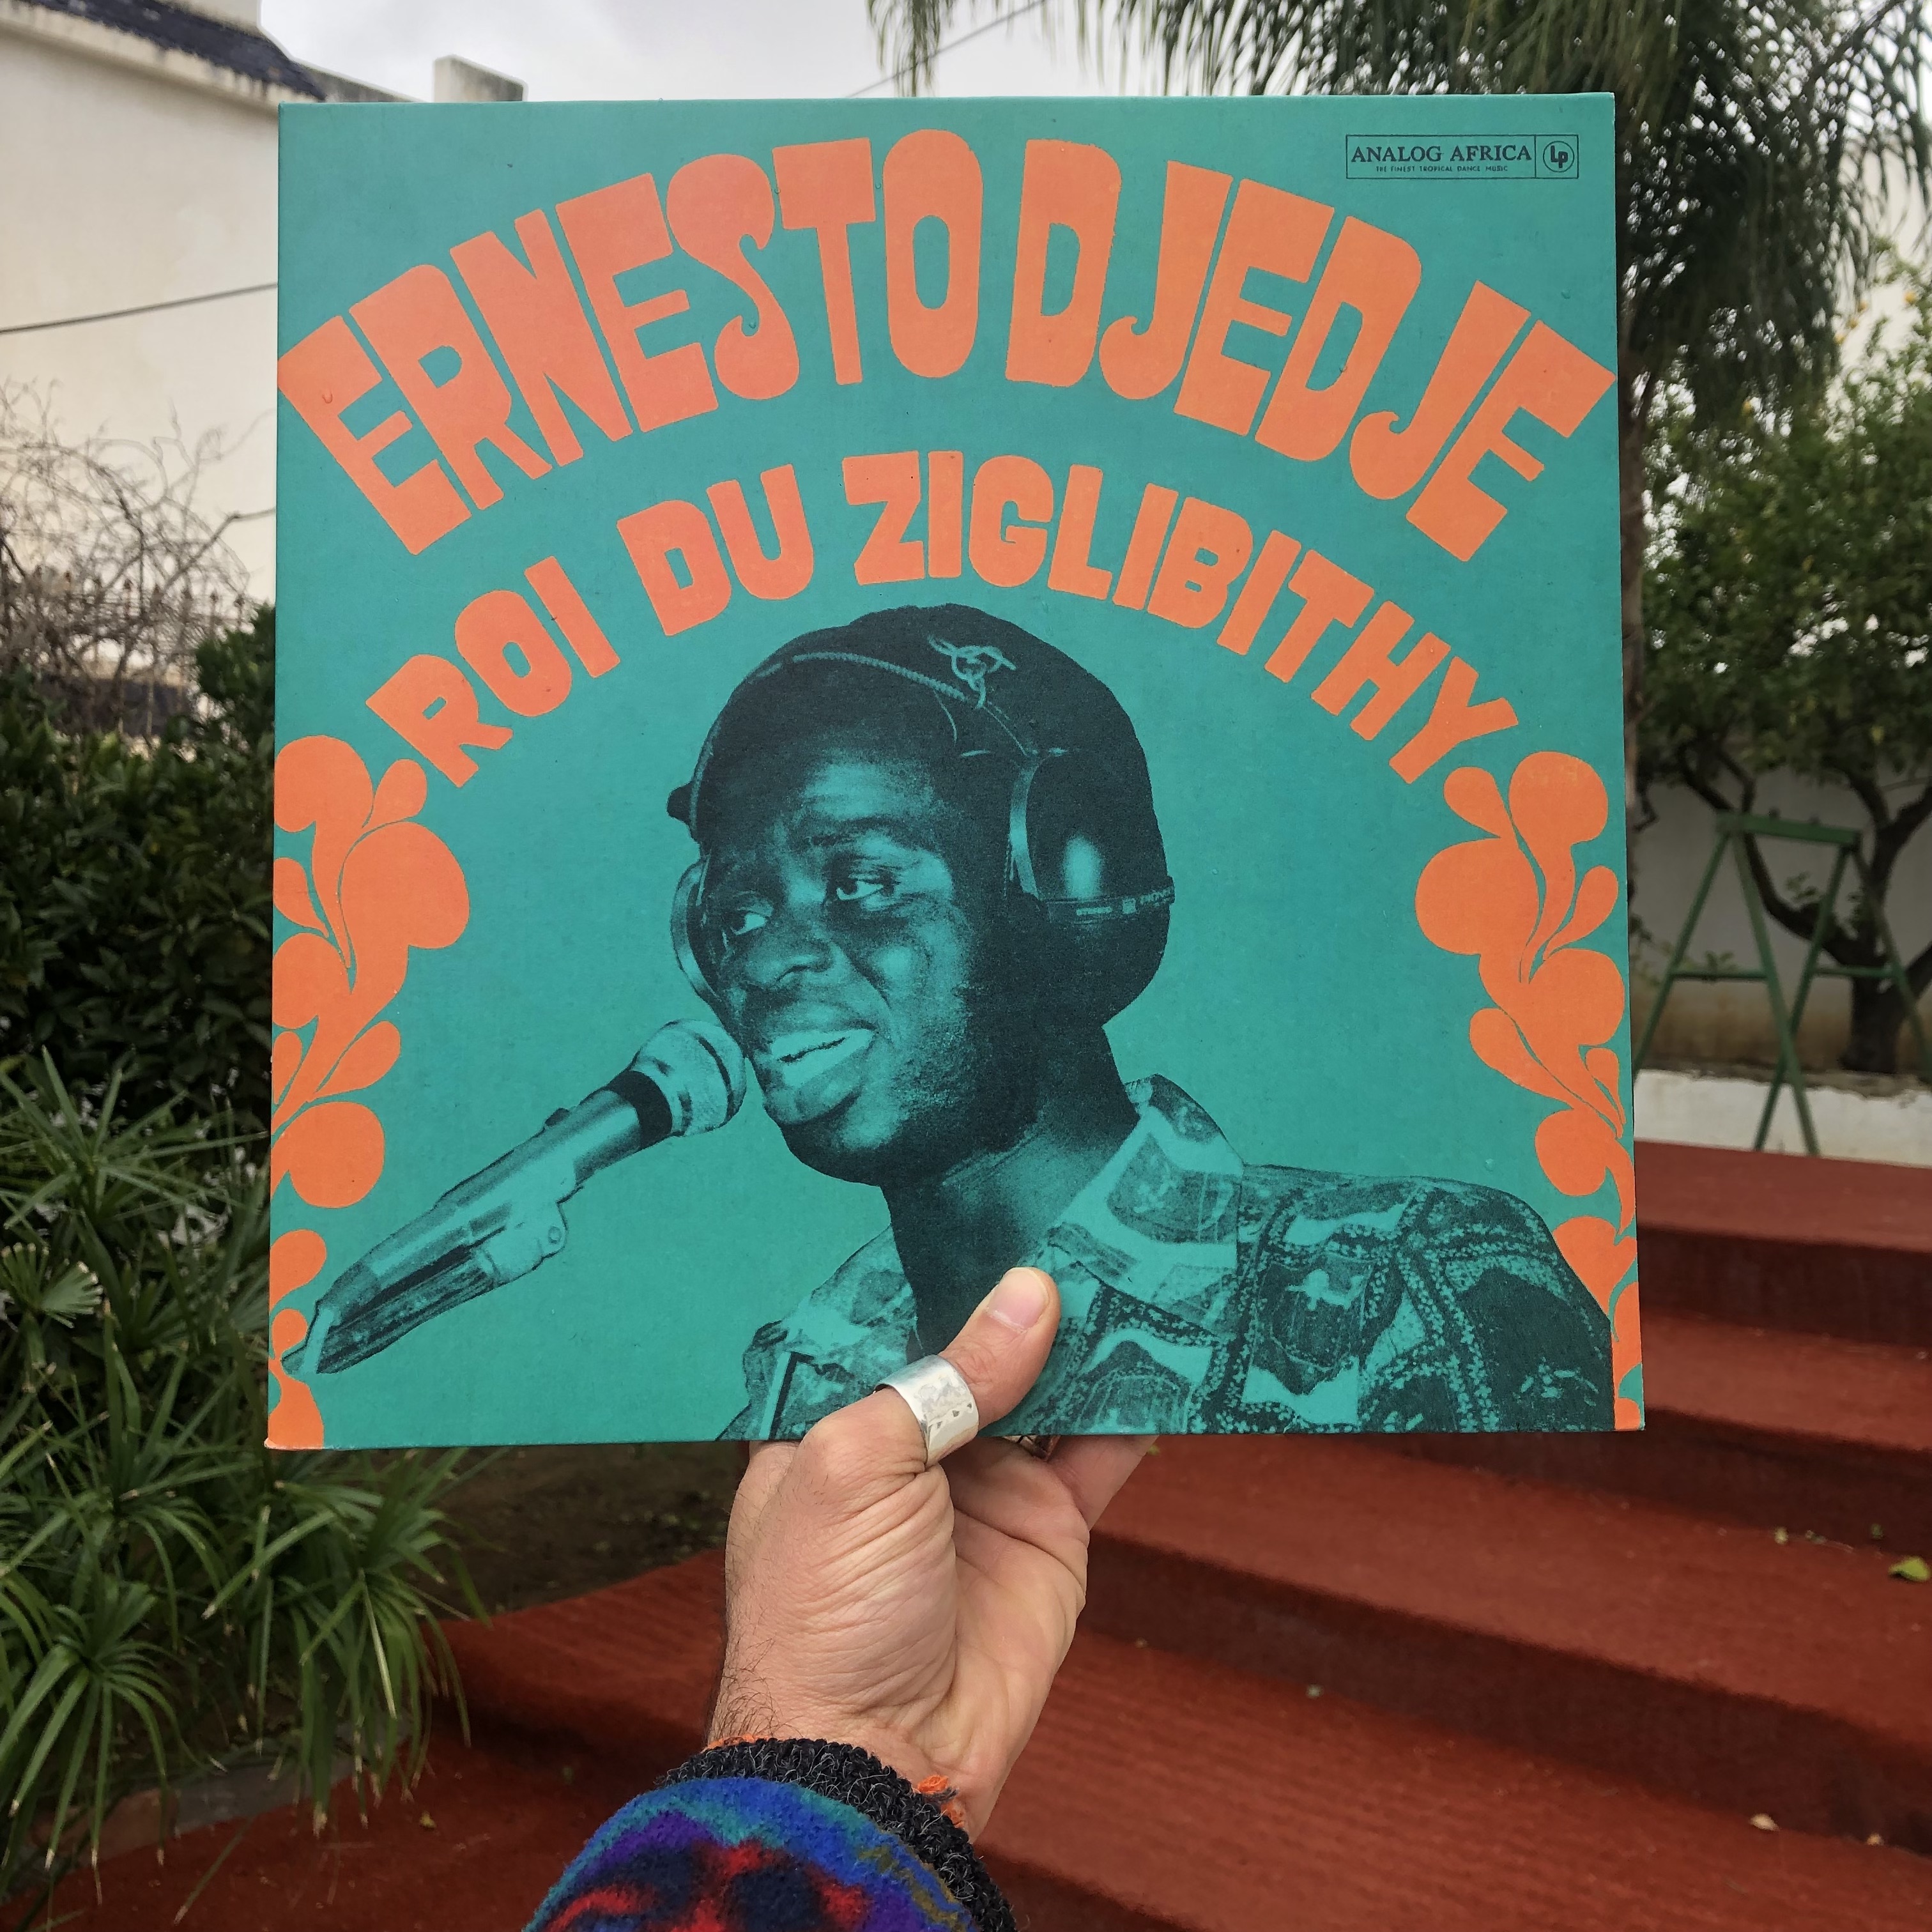 ANALOG AFRICA LP
THE FINEST TROPICAL DANCE MUSIC
ERNESTO DJEDJE
ROI DU ZIGLIBITHY